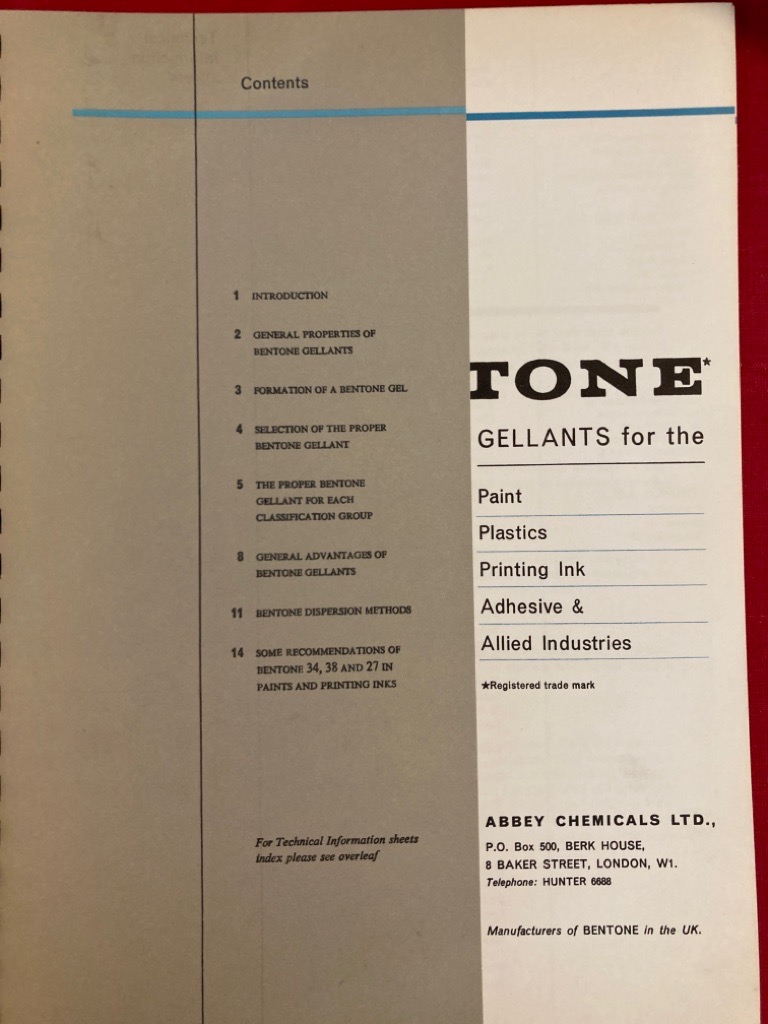 Contents
1 INTRODUCTION
2 GENERAL PROPERTIES OF
BENTONE GELLANTS
3 FORMATION OF A BENTONE GEL
4 SELECTION OF THE PROPER
BENTONE GELLANT
5 THE PROPER BENTONE
GELLANT FOR EACH
CLASSIFICATION GROUP
8 GENERAL ADVANTAGES OF
BENTONE GELLANTS
11 BENTONE DISPERSION METHODS
14 SOME RECOMMENDATIONS OF
BENTONE 34, 38 AND 27 IN
PAINTS AND PRINTING INKS
For Technical Information sheets
index please see overleaf
TONE*
GELLANTS for the
Paint
Plastics
Printing Ink
Adhesive &
Allied Industries
★Registered trade mark
ABBEY CHEMICALS LTD.,
P.O. Box 500, BERK HOUSE,
8 BAKER STREET, LONDON, W1.
Telephone: HUNTER 6688
Manufacturers of BENTONE in the UK.